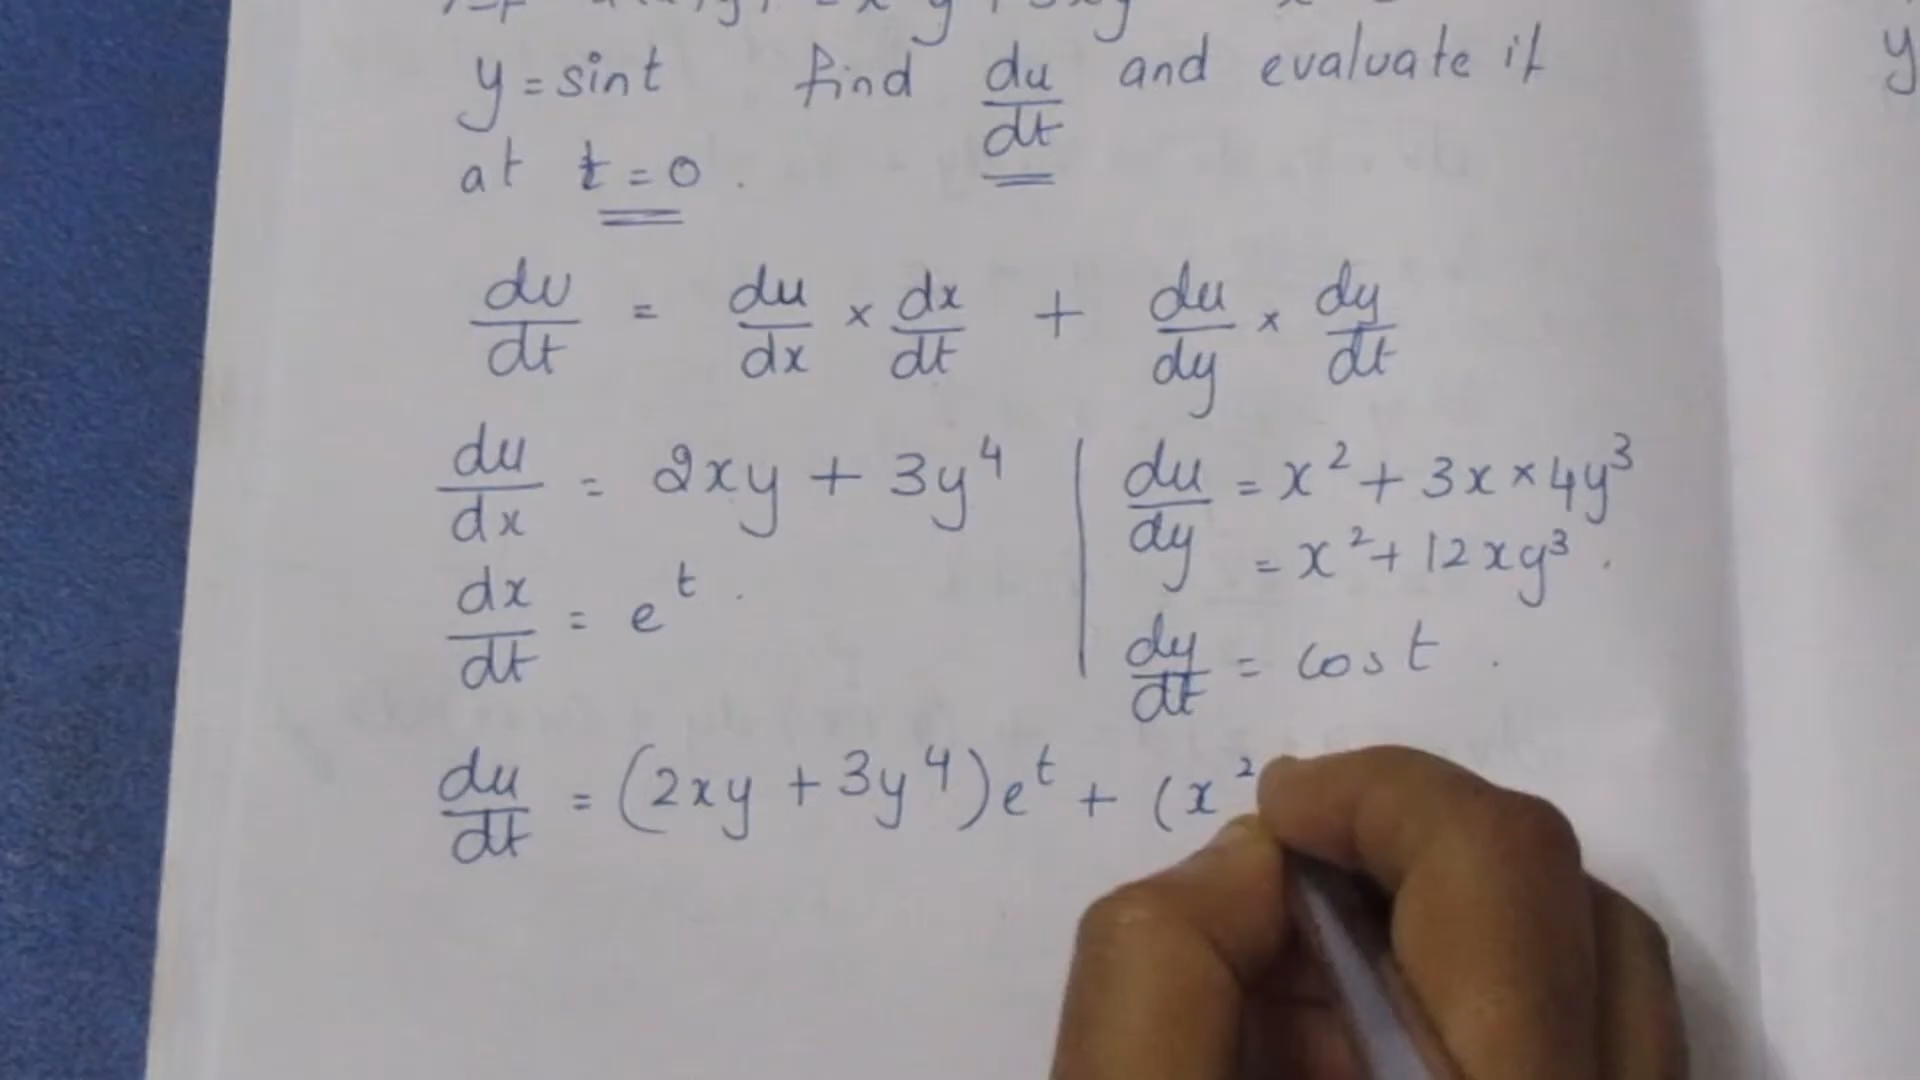 y = sint find du/dt and evaluate it
at t = 0 .
du/dt = du/dx × dx/dt + du/dy × dy/dt
du/dx = 2xy + 3y⁴
dx/dt = e^t .
du/dy = x² + 3x × 4y³
= x² + 12xy³ .
dy/dt = cos t .
du/dt = (2xy + 3y⁴)e^t + (x²
y